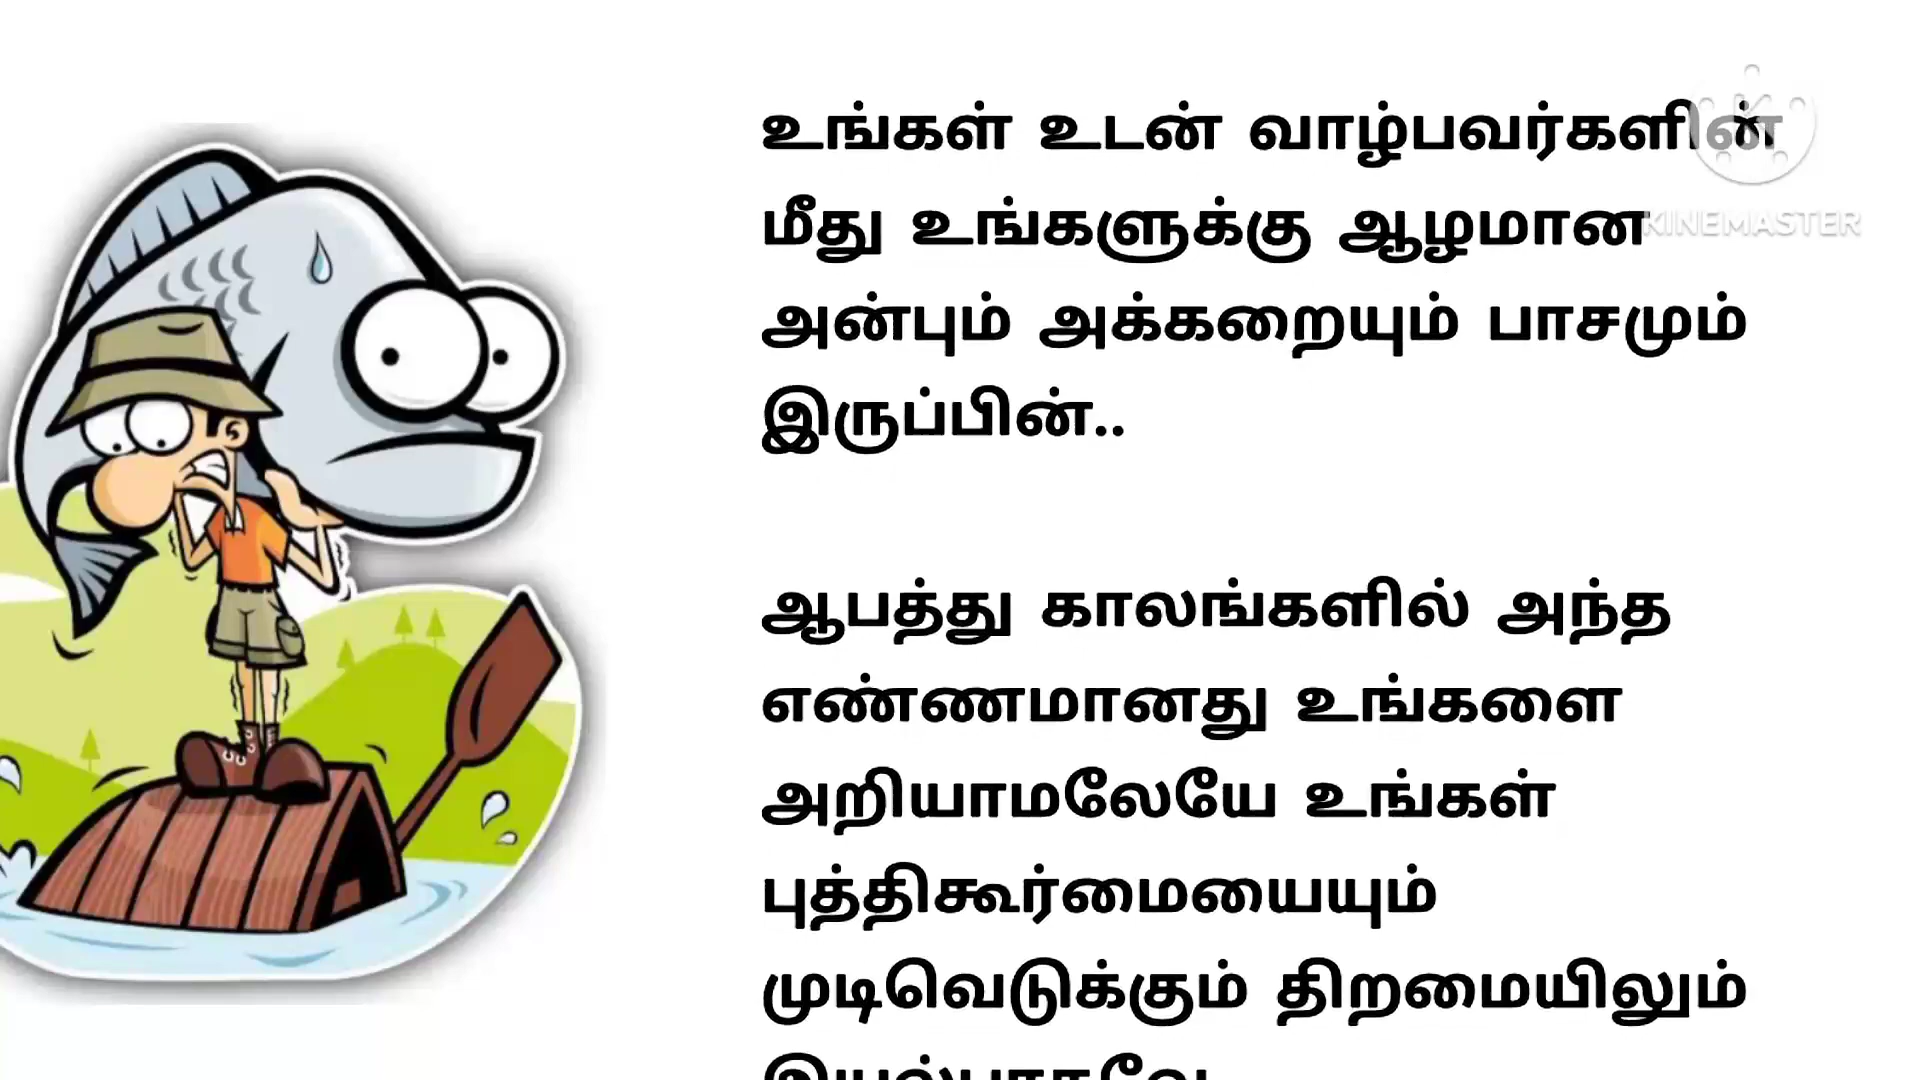 உங்கள் உடன் வாழ்பவர்களின்
மீது உங்களுக்கு ஆழமான
அன்பும் அக்கறையும் பாசமும்
இருப்பின்..
ஆபத்து காலங்களில் அந்த
எண்ணமானது உங்களை
அறியாமலேயே உங்கள்
புத்திகூர்மையையும்
முடிவெடுக்கும் திறமையிலும்
KINEMASTER